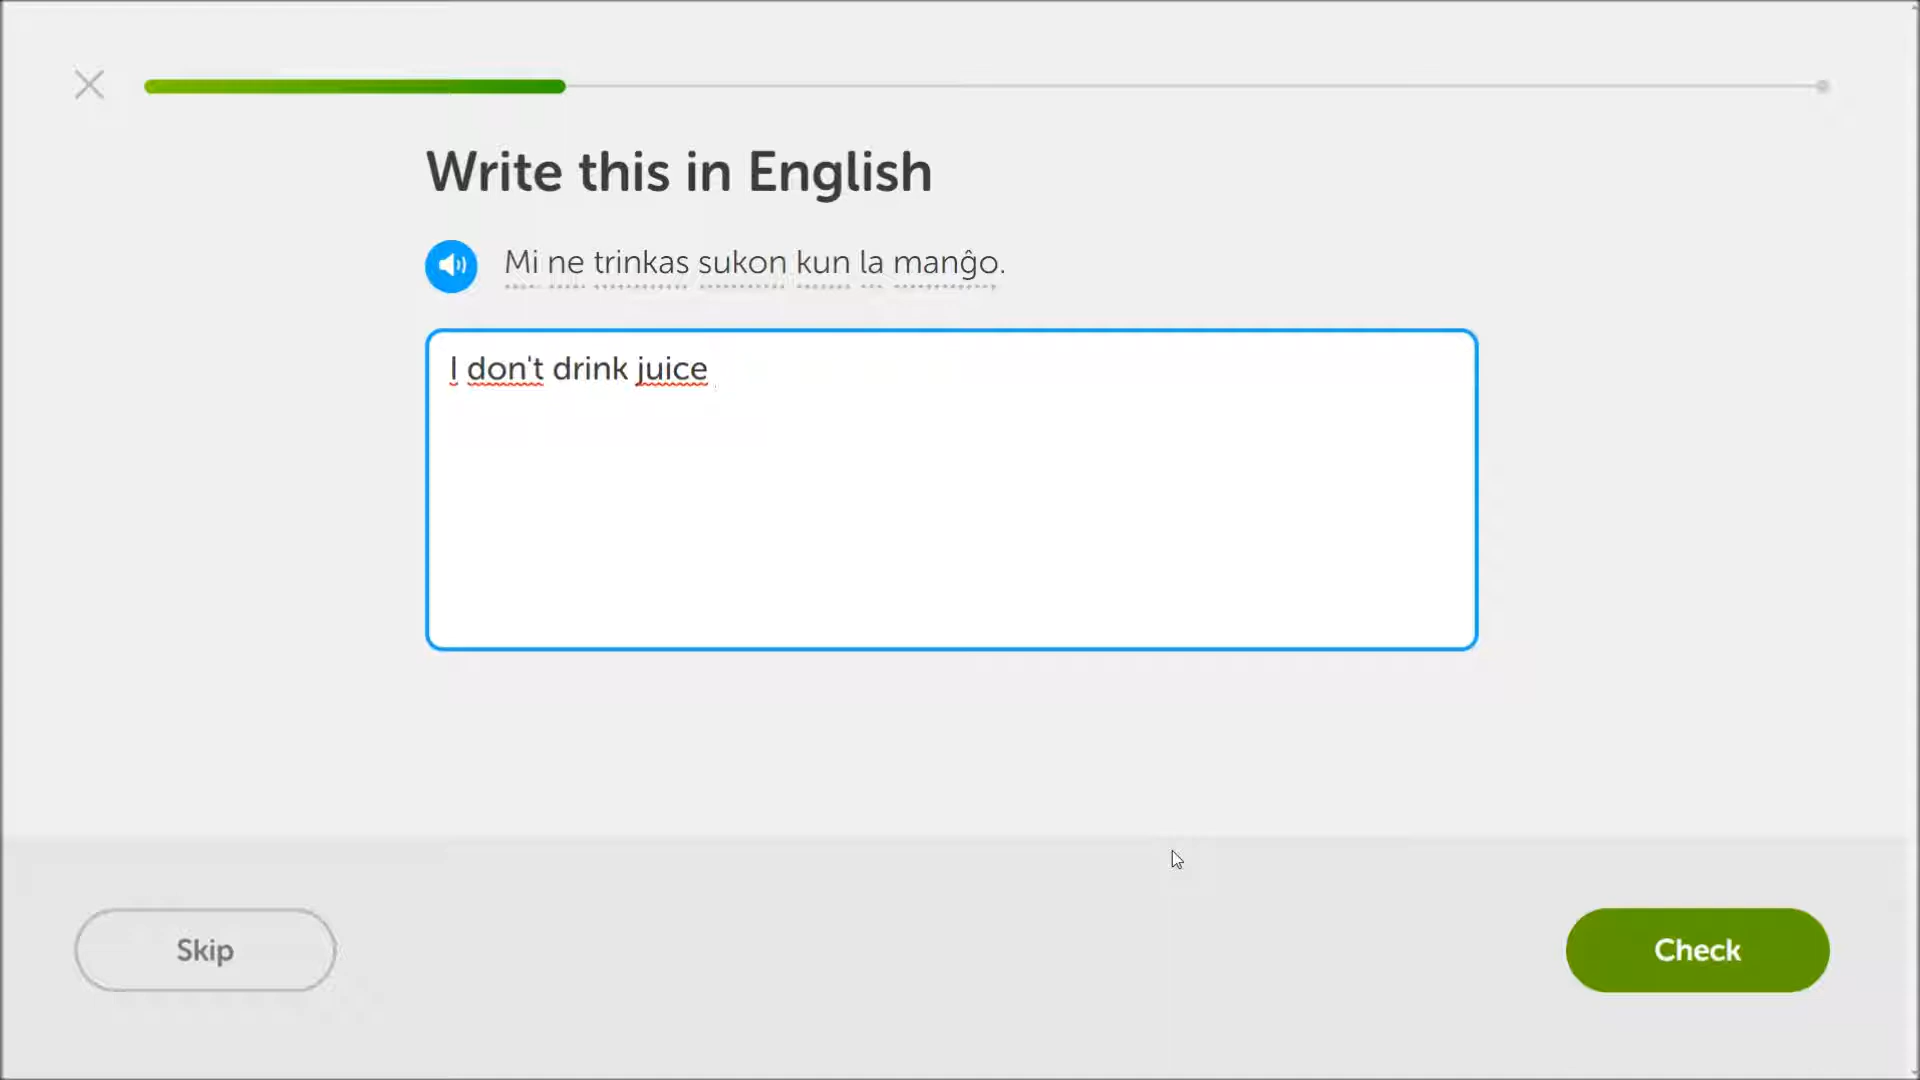 Write this in English
Mi ne trinkas sukon kun la manĝo.
I don't drink juice
Skip
Check